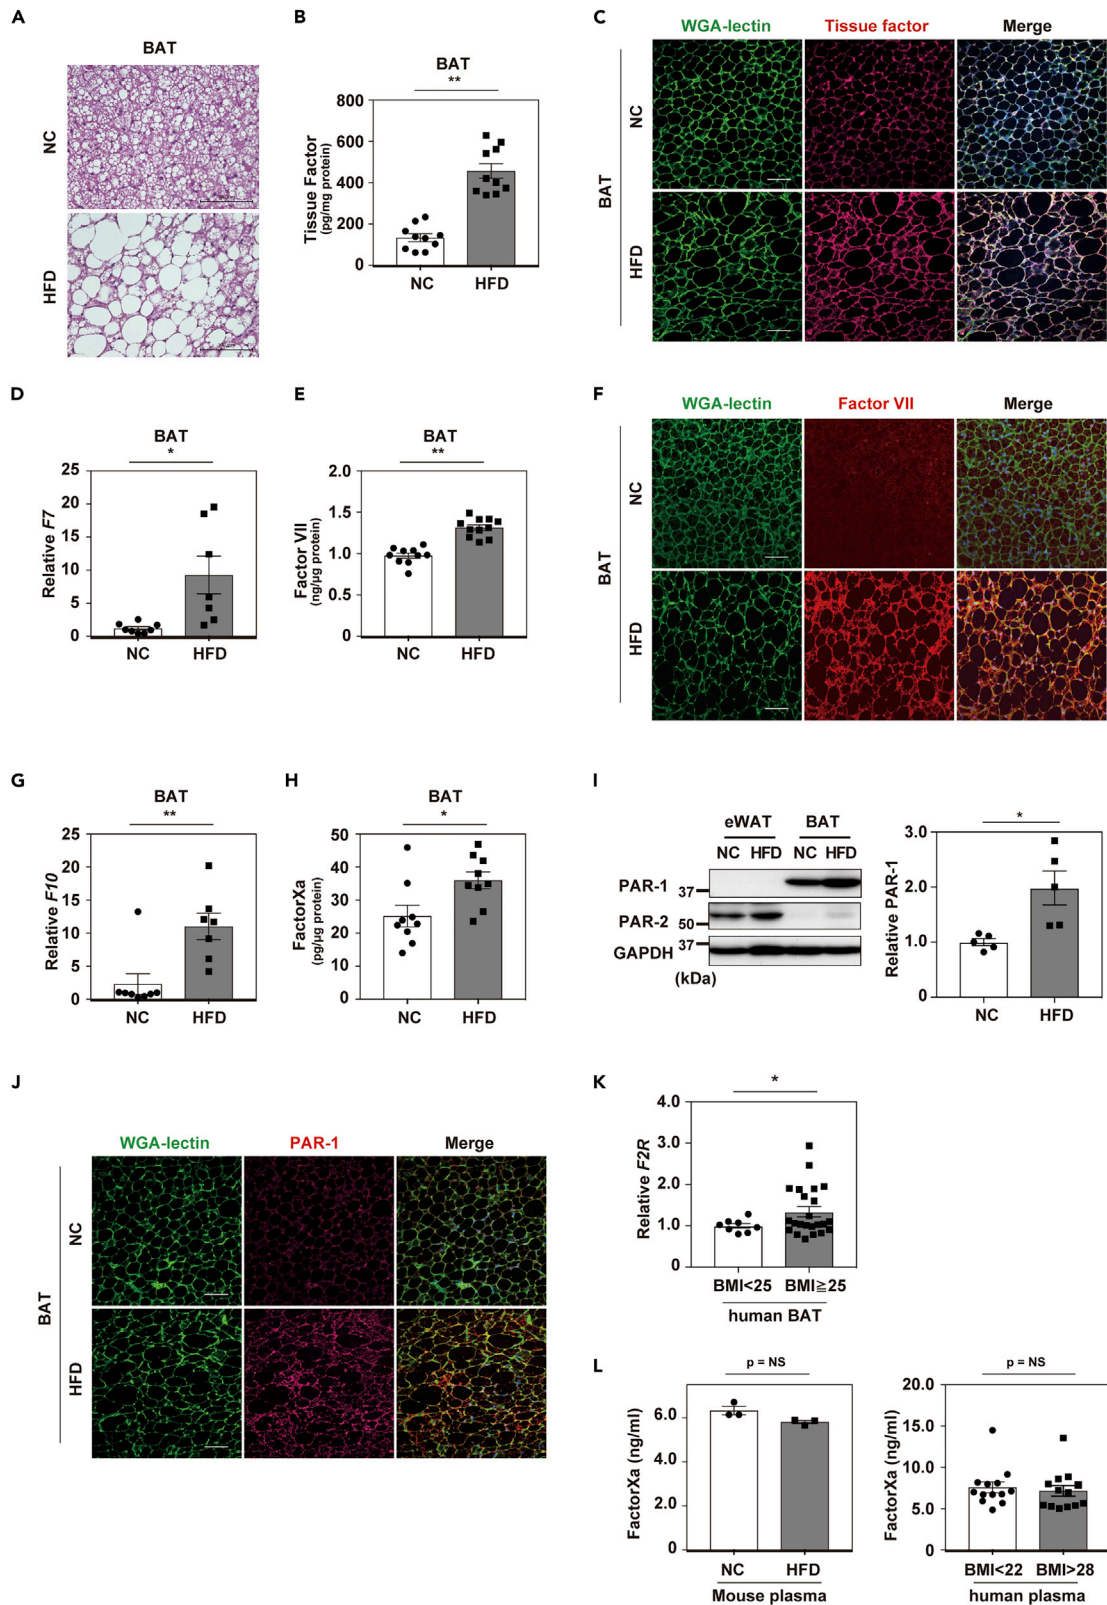 A
BAT
NC
HFD
B
BAT
**
Tissue Factor
(pg/mg protein)
800
600
400
200
0
NC
HFD
C
WGA-lectin
Tissue factor
Merge
BAT
NC
HFD
D
BAT
*
Relative F7
25
20
15
10
5
0
NC
HFD
E
BAT
**
Factor VII
(ng/μg protein)
2.0
1.5
1.0
0.5
0
NC
HFD
F
WGA-lectin
Factor VII
Merge
BAT
NC
HFD
G
BAT
**
Relative F10
25
20
15
10
5
0
NC
HFD
H
BAT
*
FactorXa
(pg/μg protein)
50
40
30
20
10
0
NC
HFD
I
eWAT BAT
NC HFD NC HFD
PAR-1
37
PAR-2
50
37
GAPDH
(kDa)
*
Relative PAR-1
3.0
2.0
1.0
0
NC
HFD
J
WGA-lectin
PAR-1
Merge
BAT
NC
HFD
K
*
Relative F2R
4.0
3.0
2.0
1.0
0
BMI<25 BMI≧25
human BAT
L
p = NS
FactorXa (ng/ml)
6.0
4.0
2.0
0
NC
HFD
Mouse plasma
p = NS
FactorXa (ng/ml)
20.0
15.0
10.0
5.0
0
BMI<22 BMI>28
human plasma